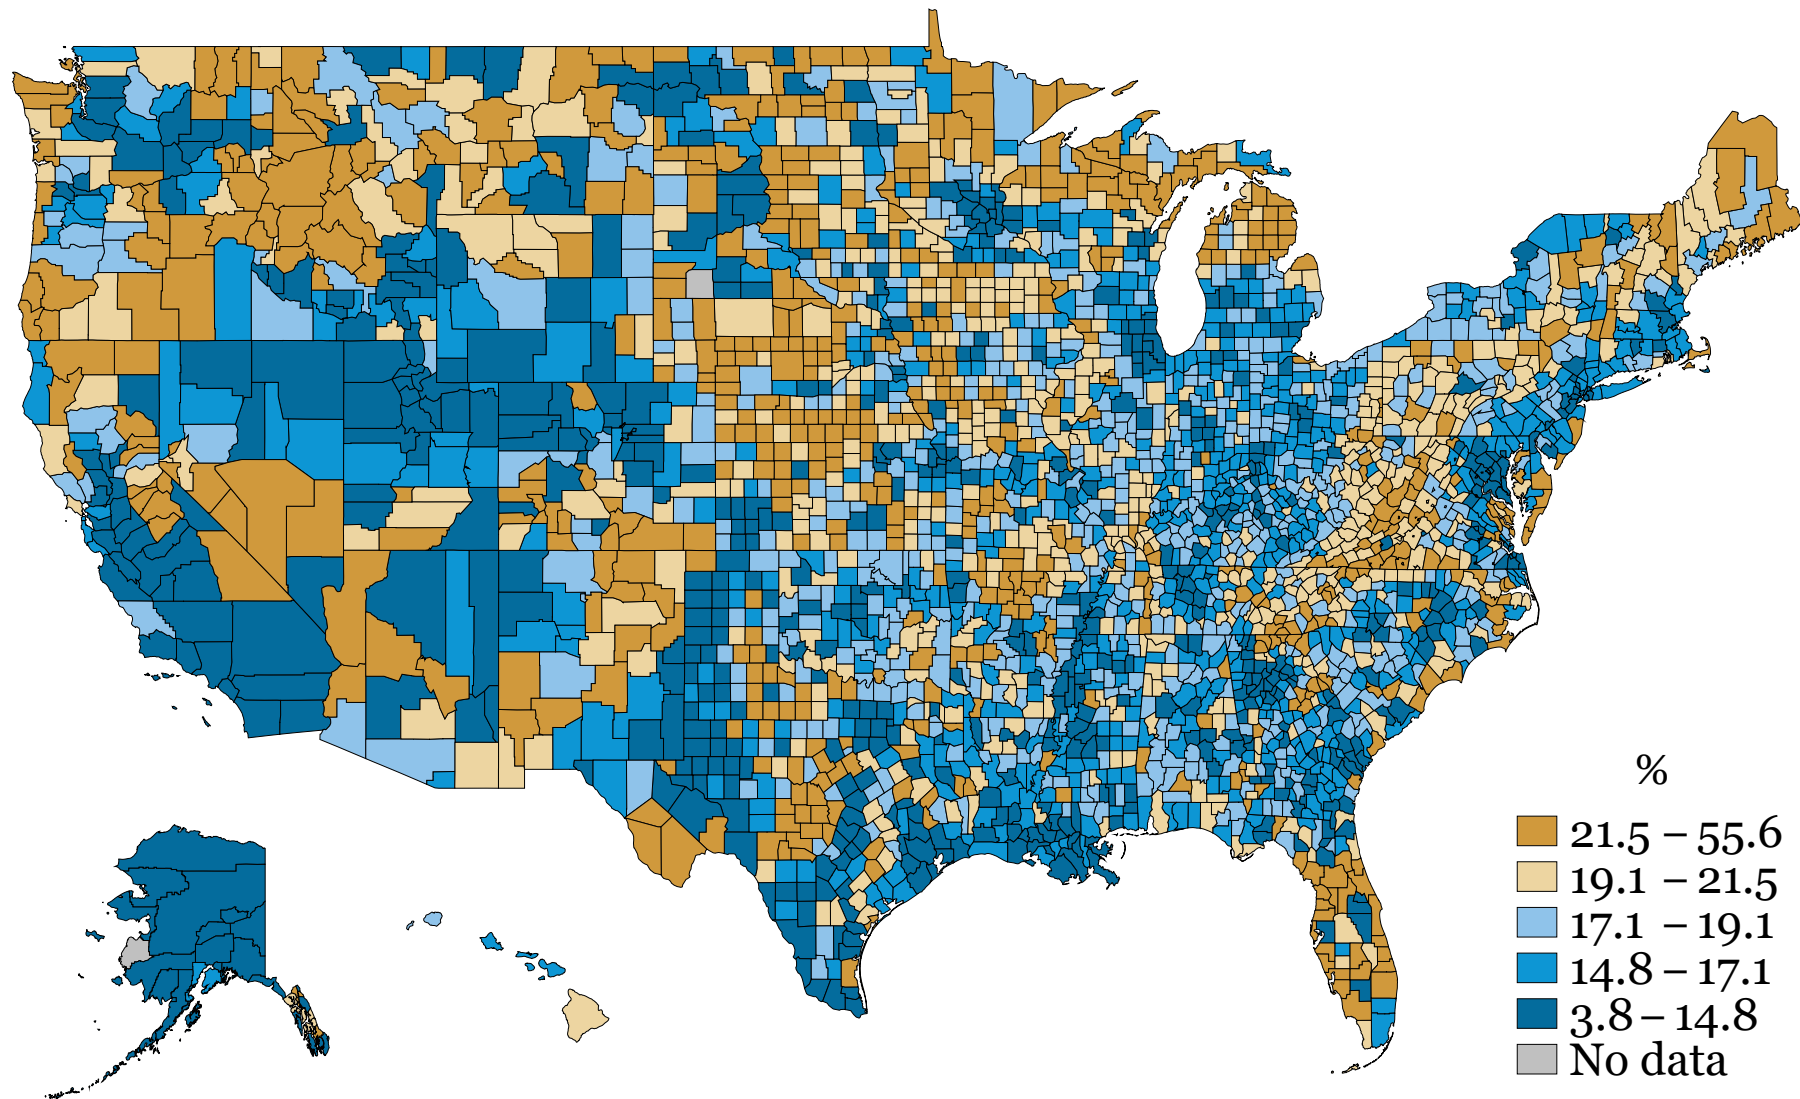 %
21.5 – 55.6
19.1 – 21.5
17.1 – 19.1
14.8 – 17.1
3.8 – 14.8
No data